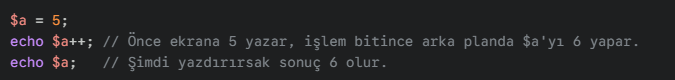 $a = 5;
echo $a++; // Önce ekrana 5 yazar, işlem bitince arka planda $a'yı 6 yapar.
echo $a;   // Şimdi yazdırırsak sonuç 6 olur.